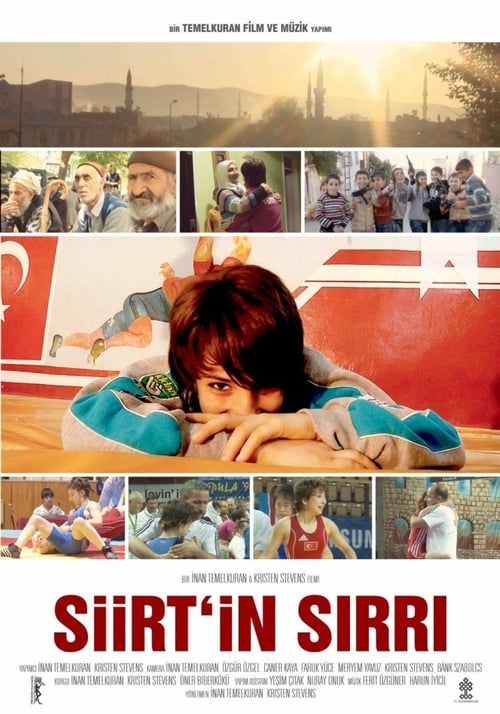 BİR TEMELKURAN FİLM VE MÜZİK YAPIMI
BİR İNAN TEMELKURAN & KRISTEN STEVENS FİLMİ
SİİRT'İN SIRRI
YAPIMCI İNAN TEMELKURAN KRISTEN STEVENS KAMERA İNAN TEMELKURAN ÖZGÜR ÖZGEL CANER KAYA FARUK YÜCE MERYEM YAVUZ KRISTEN STEVENS BÁNK SZABOLCS
KURGU İNAN TEMELKURAN KRISTEN STEVENS ÖNER BİBERKÖKÜ YAPIM ASİSTANI YEŞİM ÇITAK NURAY ONUK MÜZİK FERİT ÖZGÜNER HARUN İYİCİL
YÖNETMEN İNAN TEMELKURAN KRISTEN STEVENS